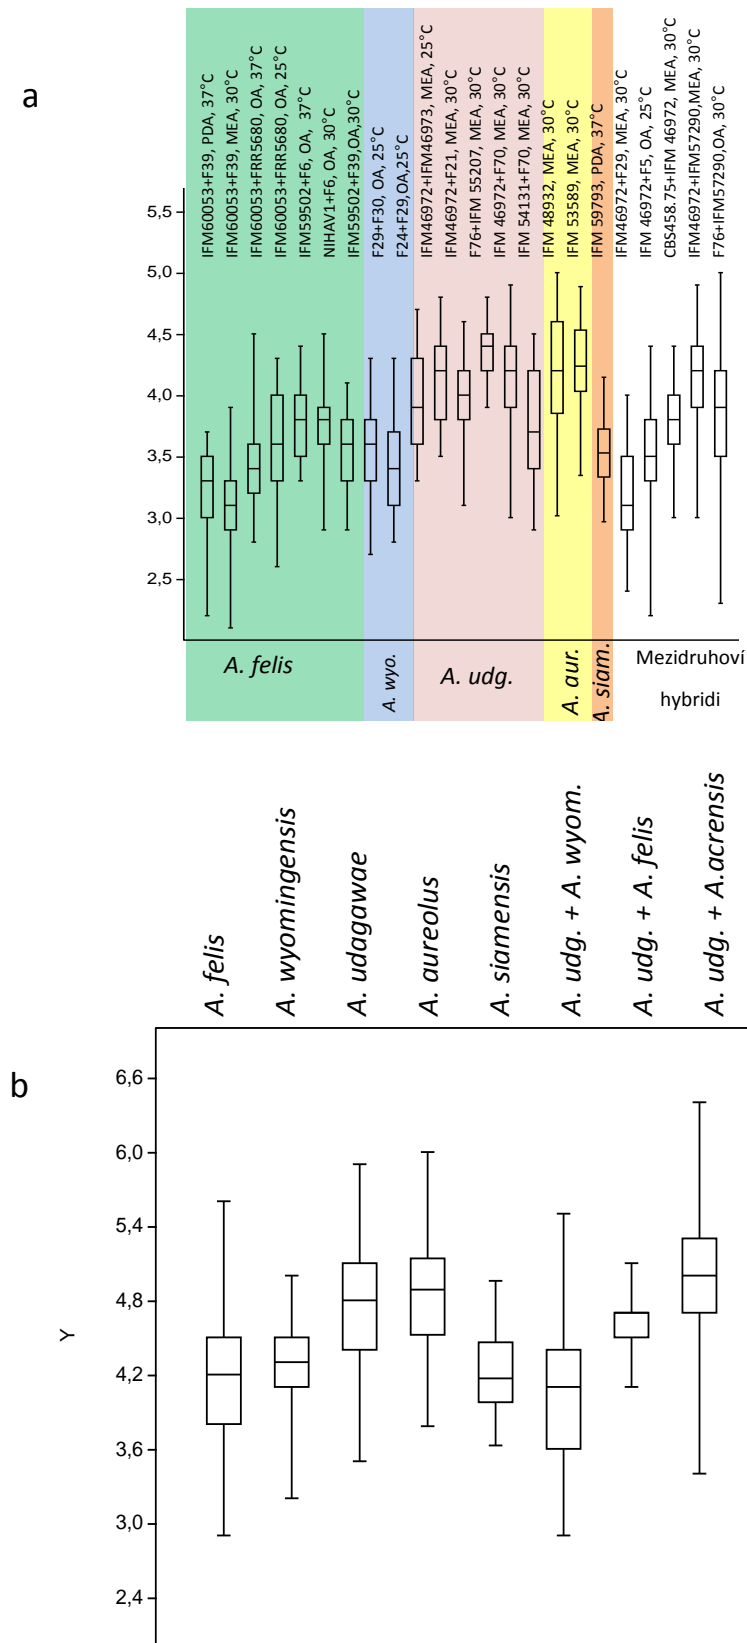 a
IFM60053+F39, PDA, 37°C
IFM60053+F39, MEA, 30°C
IFM60053+FRR5680, OA, 37°C
IFM60053+FRR5680, OA, 25°C
IFM59502+F6, OA, 37°C
NIHAV1+F6, OA, 30°C
IFM59502+F39,OA,30°C
F29+F30, OA, 25°C
F24+F29,OA,25°C
IFM46972+IFM46973, MEA, 25°C
IFM46972+F21, MEA, 30°C
F76+IFM 55207, MEA, 30°C
IFM 46972+F70, MEA, 30°C
IFM 54131+F70, MEA, 30°C
IFM 48932, MEA, 30°C
IFM 53589, MEA, 30°C
IFM 59793, PDA, 37°C
IFM46972+F29, MEA, 30°C
IFM 46972+F5, OA, 25°C
CBS458.75+IFM 46972, MEA, 30°C
IFM46972+IFM57290,MEA, 30°C
F76+IFM57290,OA, 30°C
5,5
5,0
4,5
4,0
3,5
3,0
2,5
A. felis
A. wyo.
A. udg.
A. aur.
A. siam.
Mezidruhoví
hybridi
A. felis
A. wyomingensis
A. udagawae
A. aureolus
A. siamensis
A. udg. + A. wyom.
A. udg. + A. felis
A. udg. + A.acrensis
b
6,6
6,0
5,4
4,8
4,2
3,6
3,0
2,4
Y